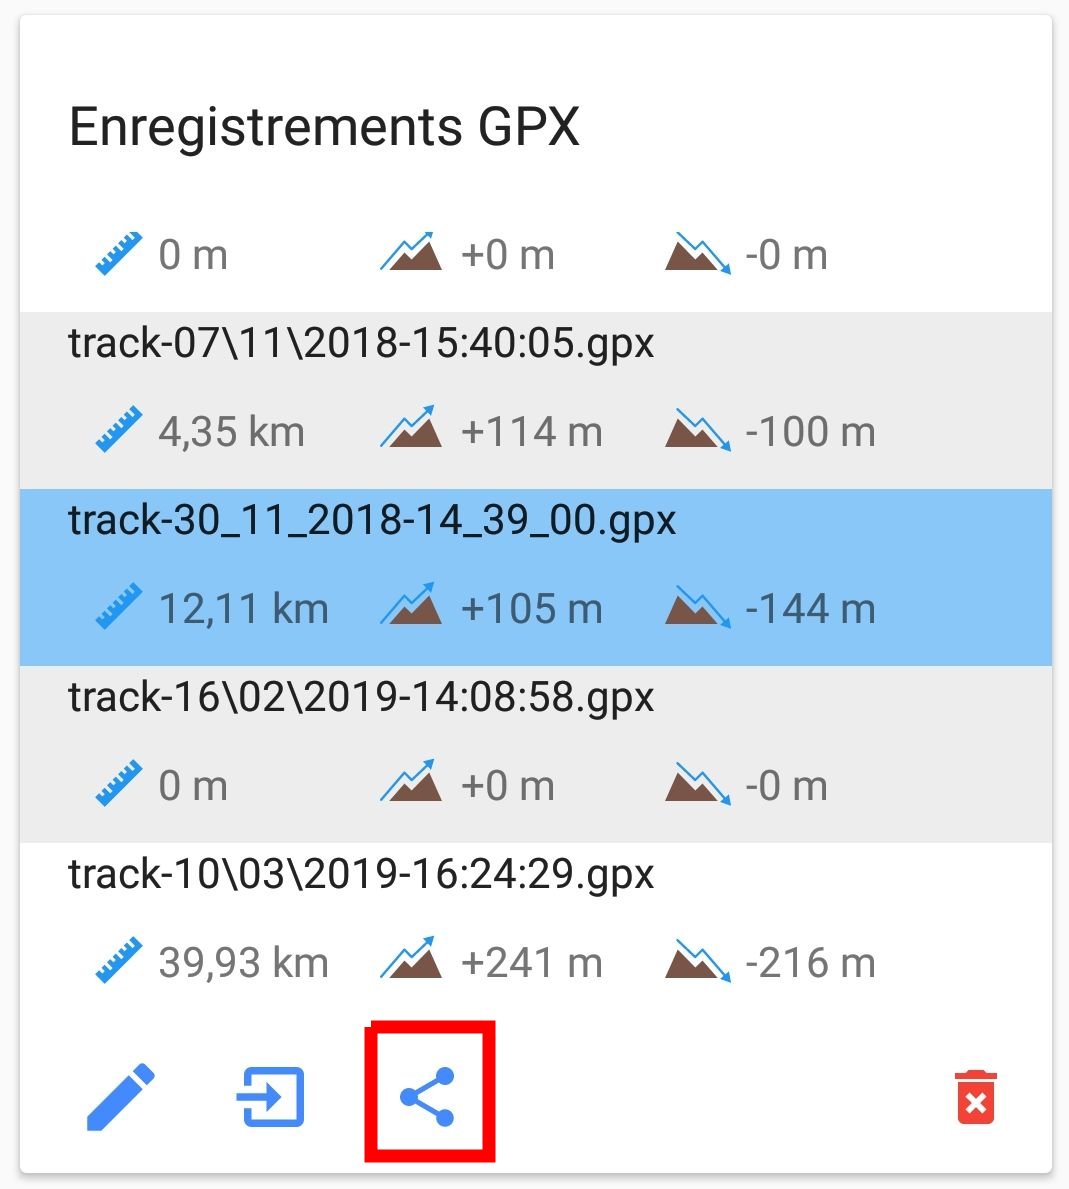 Enregistrements GPX
0 m +0 m -0 m
track-07\11\2018-15:40:05.gpx
4,35 km +114 m -100 m
track-30_11_2018-14_39_00.gpx
12,11 km +105 m -144 m
track-16\02\2019-14:08:58.gpx
0 m +0 m -0 m
track-10\03\2019-16:24:29.gpx
39,93 km +241 m -216 m